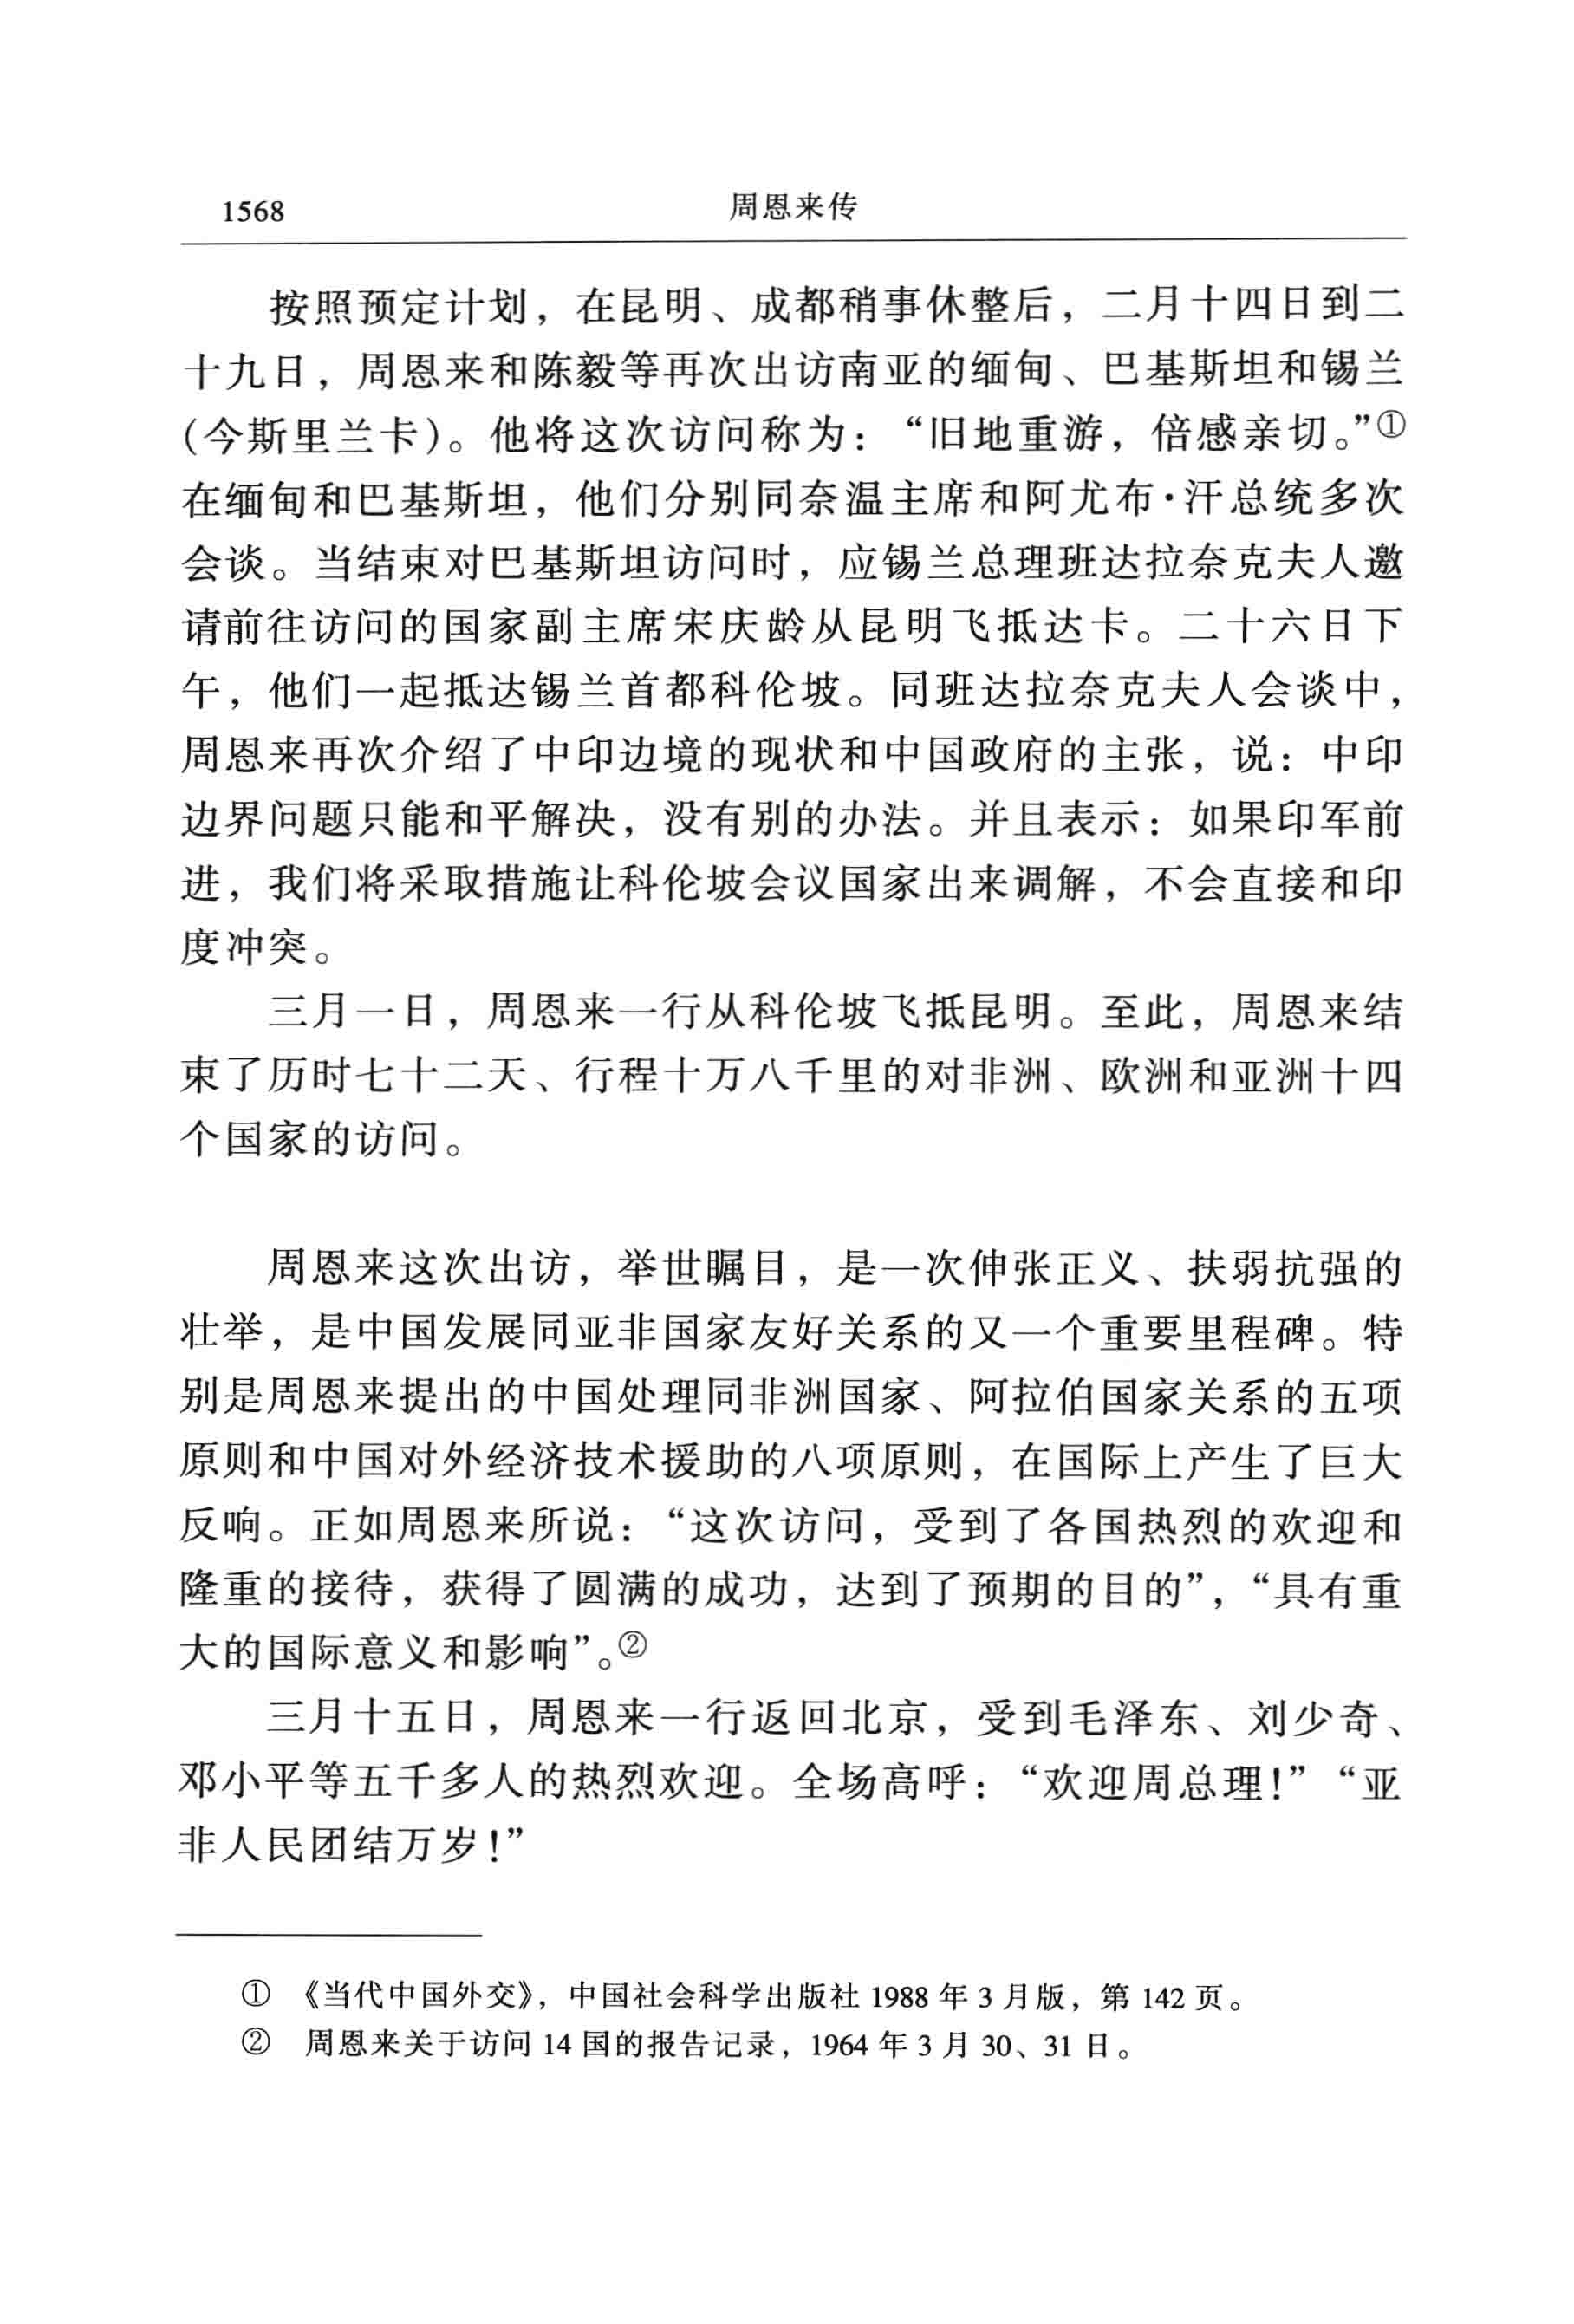 1568
周恩来传
按照预定计划，在昆明、成都稍事休整后，二月十四日到二
十九日，周恩来和陈毅等再次出访南亚的缅甸、巴基斯坦和锡兰
(今斯里兰卡)。他将这次访问称为：“旧地重游，倍感亲切。”①
在缅甸和巴基斯坦，他们分别同奈温主席和阿尤布·汗总统多次
会谈。当结束对巴基斯坦访问时，应锡兰总理班达拉奈克夫人邀
请前往访问的国家副主席宋庆龄从昆明飞抵达卡。二十六日下
午，他们一起抵达锡兰首都科伦坡。同班达拉奈克夫人会谈中，
周恩来再次介绍了中印边境的现状和中国政府的主张，说：中印
边界问题只能和平解决，没有别的办法。并且表示：如果印军前
进，我们将采取措施让科伦坡会议国家出来调解，不会直接和印
度冲突。
三月一日，周恩来一行从科伦坡飞抵昆明。至此，周恩来结
束了历时七十二天、行程十万八千里的对非洲、欧洲和亚洲十四
个国家的访问。
周恩来这次出访，举世瞩目，是一次伸张正义、扶弱抗强的
壮举，是中国发展同亚非国家友好关系的又一个重要里程碑。特
别是周恩来提出的中国处理同非洲国家、阿拉伯国家关系的五项
原则和中国对外经济技术援助的八项原则，在国际上产生了巨大
反响。正如周恩来所说：“这次访问，受到了各国热烈的欢迎和
隆重的接待，获得了圆满的成功，达到了预期的目的”，“具有重
大的国际意义和影响”。②
三月十五日，周恩来一行返回北京，受到毛泽东、刘少奇、
邓小平等五千多人的热烈欢迎。全场高呼：“欢迎周总理！”“亚
非人民团结万岁！”
① 《当代中国外交》，中国社会科学出版社 1988 年 3 月版，第 142 页。
② 周恩来关于访问 14 国的报告记录，1964 年 3 月 30、31 日。